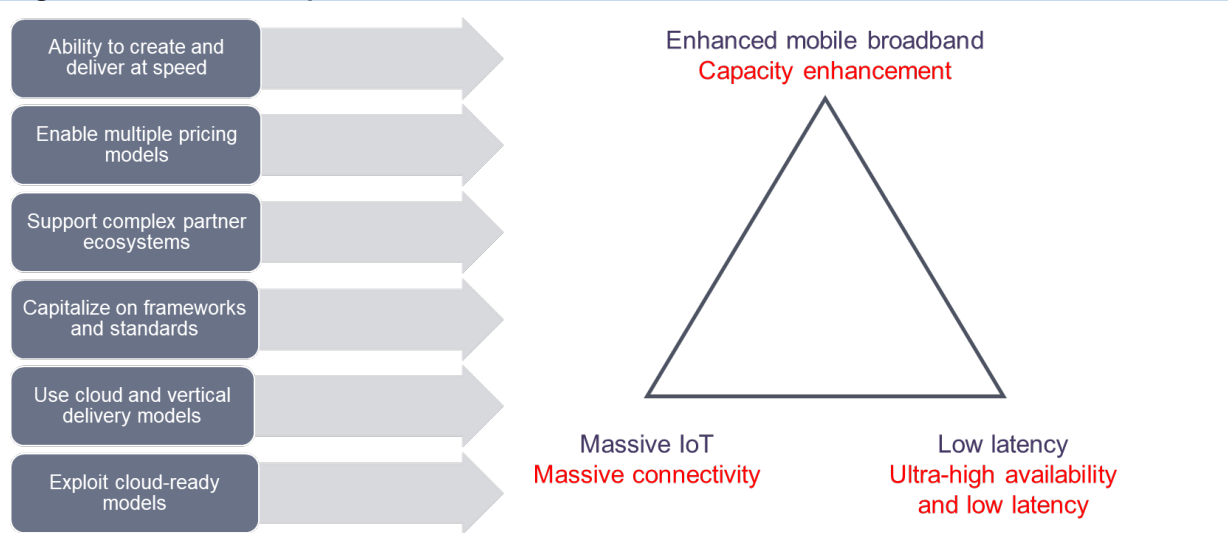 Ability to create and
deliver at speed
Enable multiple pricing
models
Support complex partner
ecosystems
Capitalize on frameworks
and standards
Use cloud and vertical
delivery models
Exploit cloud-ready
models
Enhanced mobile broadband
Capacity enhancement
Massive IoT
Massive connectivity
Low latency
Ultra-high availability
and low latency